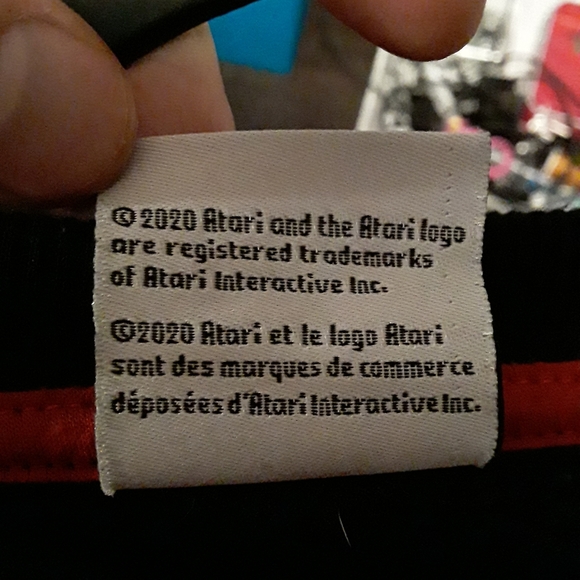 © 2020 Atari and the Atari logo
are registered trademarks
of Atari Interactive Inc.
©2020 Atari et le logo Atari
sont des marques de commerce
déposées d'Atari Interactive Inc.